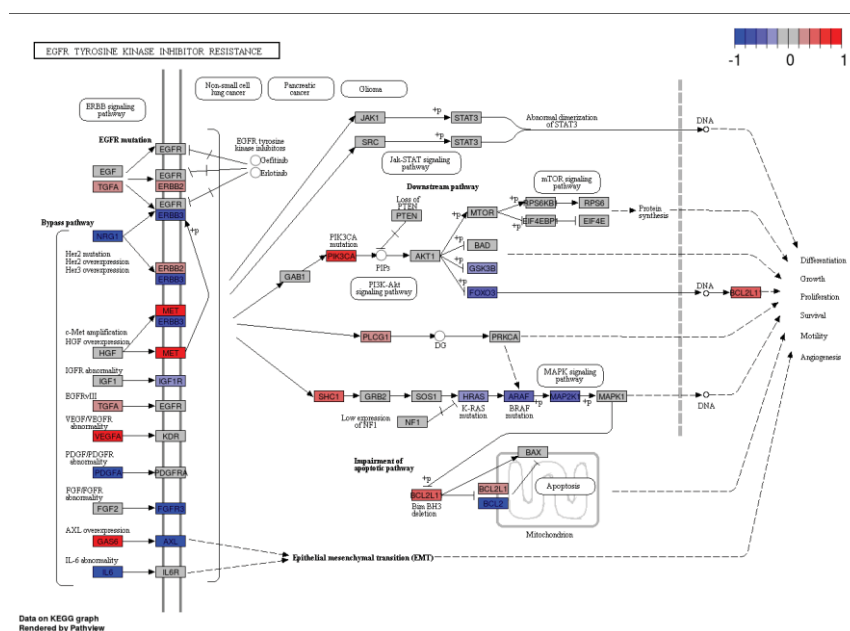 EGFR TYROSINE KINASE INHIBITOR RESISTANCE
-1 0 1
Non-small cell
lung cancer
Pancreatic
cancer
Glioma
ERBB signaling
pathway
EGFR mutation
EGFR
EGF
TGFA
EGFR
ERBB2
EGFR
ERBB3
EGFR tyrosine
kinase inhibitors
Gefitinib
Erlotinib
Bypass pathway
NRG1
+p
Her2 mutation
Her2 overexpression
Her3 overexpression
ERBB2
ERBB3
MET
ERBB3
c-Met amplification
HGF overexpression
HGF
MET
IGFR abnormality
IGF1
IGF1R
EGFRvIII
TGFA
EGFR
VEGF/VEGFR
abnormality
VEGFA
KDR
PDGF/PDGFR
abnormality
PDGFA
PDGFRA
FGF/FGFR
abnormality
FGF2
FGFR2
AXL overexpression
GAS6
AXL
IL-6 abnormality
IL6
IL6R
JAK1
+p
STAT3
SRC
+p
STAT3
Abnormal dimerization
of STAT3
DNA
Jak-STAT signaling
pathway
Downstream pathway
mTOR signaling
pathway
Loss of
PTEN
PTEN
MTOR
RPS6KB1
RPS6
EIF4EBP1
EIF4E
Protein
synthesis
PIK3CA
mutation
PIK3CA
PIP3
AKT1
+p
+p
+p
BAD
GSK3B
FOXO3
GAB1
PI3K-Akt
signaling pathway
DNA
BCL2L1
Differentiation
Growth
Proliferation
Survival
Motility
Angiogenesis
PLCG1
DG
PRKCA
MAPK signaling
pathway
SHC1
GRB2
SOS1
HRAS
ARAF
+p
MAP2K1
+p
MAPK1
K-RAS
mutation
BRAF
mutation
Low expression
of NF1
NF1
DNA
Impairment of
apoptotic pathway
BAX
+p
BCL2L1
Bim BH3
deletion
BCL2L1
BCL2
Apoptosis
Mitochondrion
Epithelial mesenchymal transition (EMT)
Data on KEGG graph
Rendered by Pathview